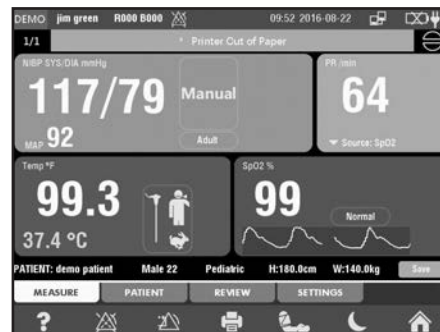 DEMO jim green R000 B000 09:52 2016-08-22
1/1 * Printer Out of Paper
NIBP SYS/DIA mmHg
117/79
Manual
MAP 92
Adult
PR /min
64
Source: SpO2
Temp °F
99.3
37.4 °C
SpO2 %
99
Normal
PATIENT: demo patient Male 22 Pediatric H:180.0cm W:140.0kg Save
MEASURE PATIENT REVIEW SETTINGS
?